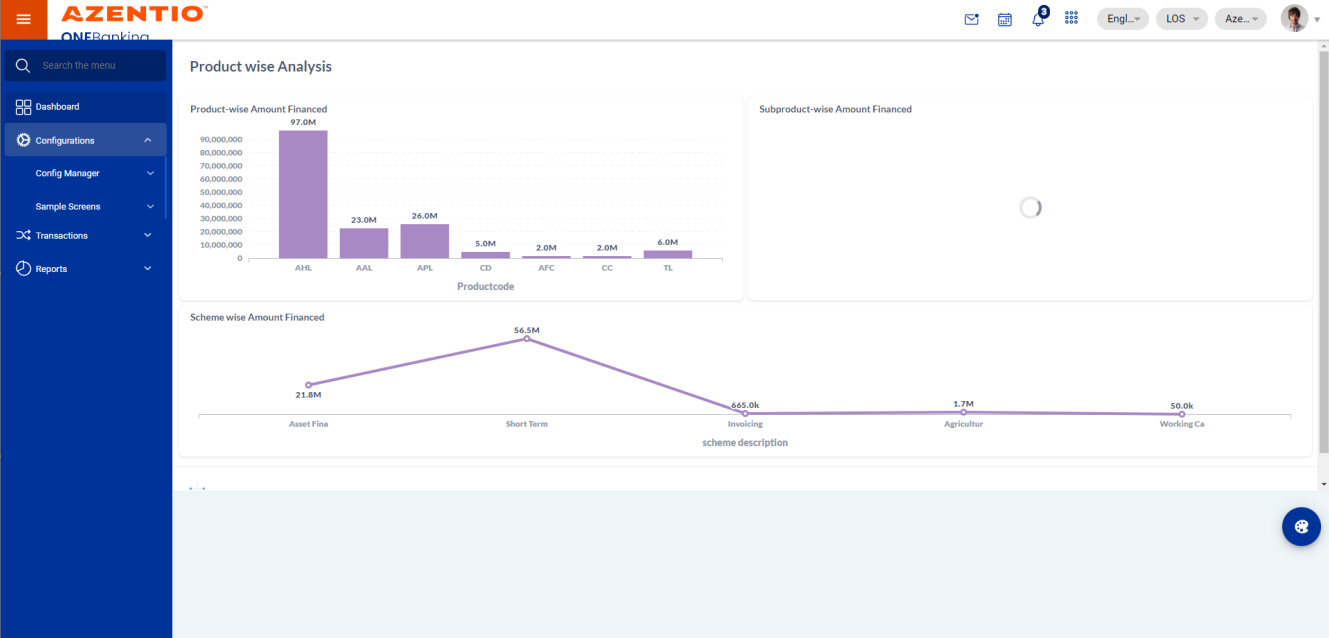 AZENTIO™
ONEBanking
3
Engl...
LOS
Aze...
Search the menu
Dashboard
Configurations
Config Manager
Sample Screens
Transactions
Reports
Product wise Analysis
Product-wise Amount Financed
97.0M
90,000,000
80,000,000
70,000,000
60,000,000
50,000,000
40,000,000
30,000,000
20,000,000
10,000,000
0
23.0M
26.0M
5.0M
2.0M
2.0M
6.0M
AHL AAL APL CD AFC CC TL
Productcode
Subproduct-wise Amount Financed
Scheme wise Amount Financed
56.5M
21.8M
665.0k
1.7M
50.0k
Asset Fina Short Term Invoicing Agricultur Working Ca
scheme description